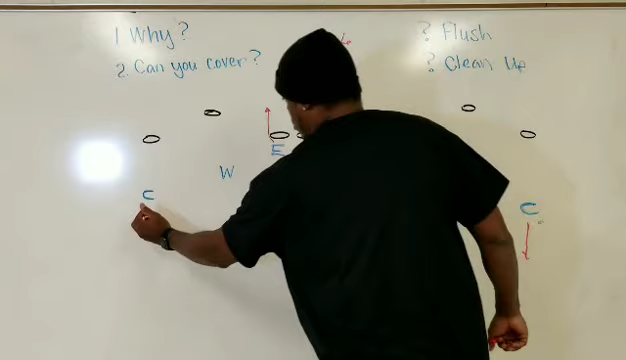 1 Why?
2. Can you cover?
? Flush
? Clean Up
E
W
C
C